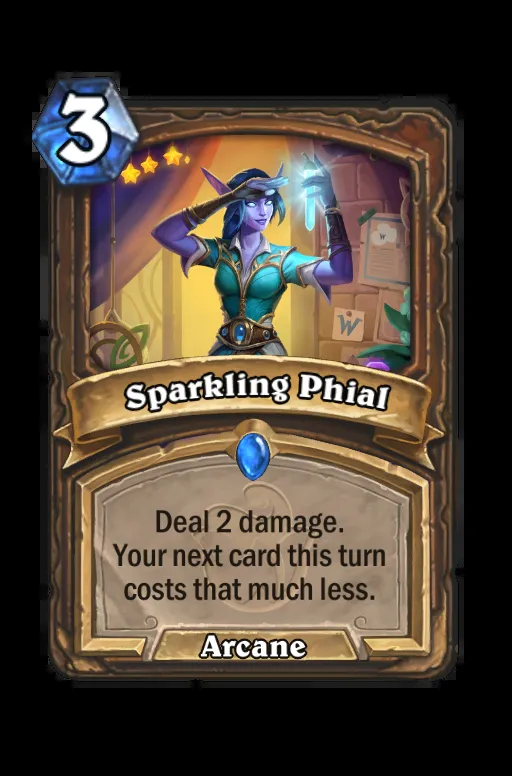 3
W
W
Sparkling Phial
Deal 2 damage.
Your next card this turn
costs that much less.
Arcane